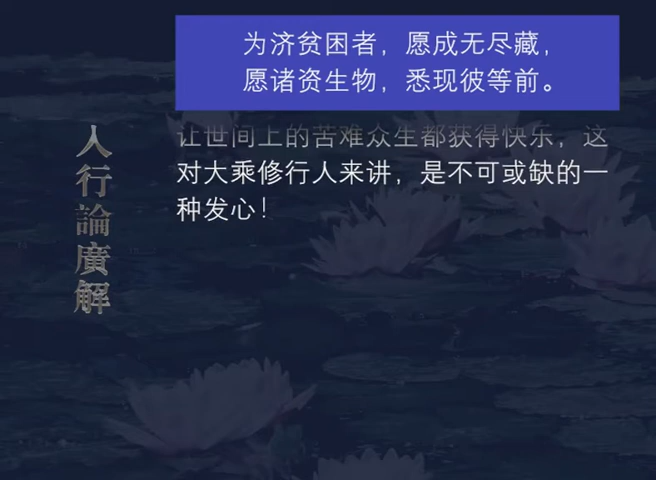 为济贫困者，愿成无尽藏，
愿诸资生物，悉现彼等前。
人行論廣解
让世间上的苦难众生都获得快乐，这
对大乘修行人来讲，是不可或缺的一
种发心！